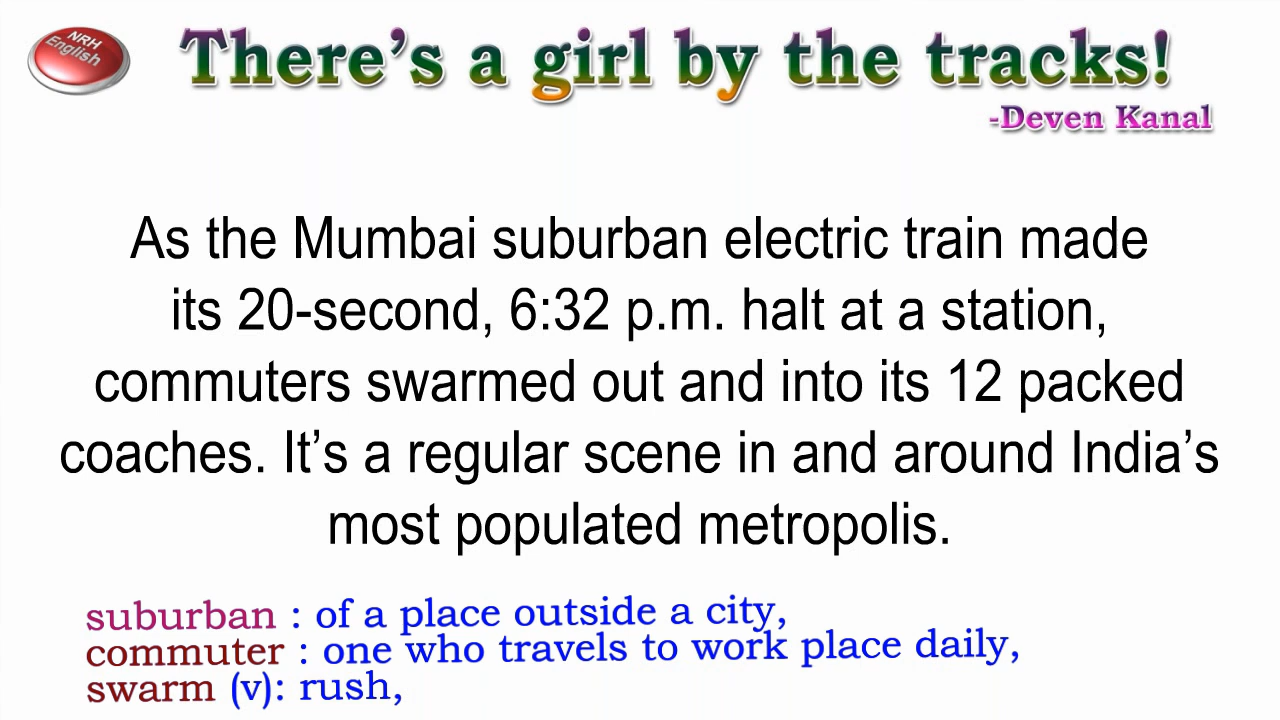 NRH
English
There's a girl by the tracks!
-Deven Kanal
As the Mumbai suburban electric train made
its 20-second, 6:32 p.m. halt at a station,
commuters swarmed out and into its 12 packed
coaches. It's a regular scene in and around India's
most populated metropolis.
suburban : of a place outside a city,
commuter : one who travels to work place daily,
swarm (v): rush,